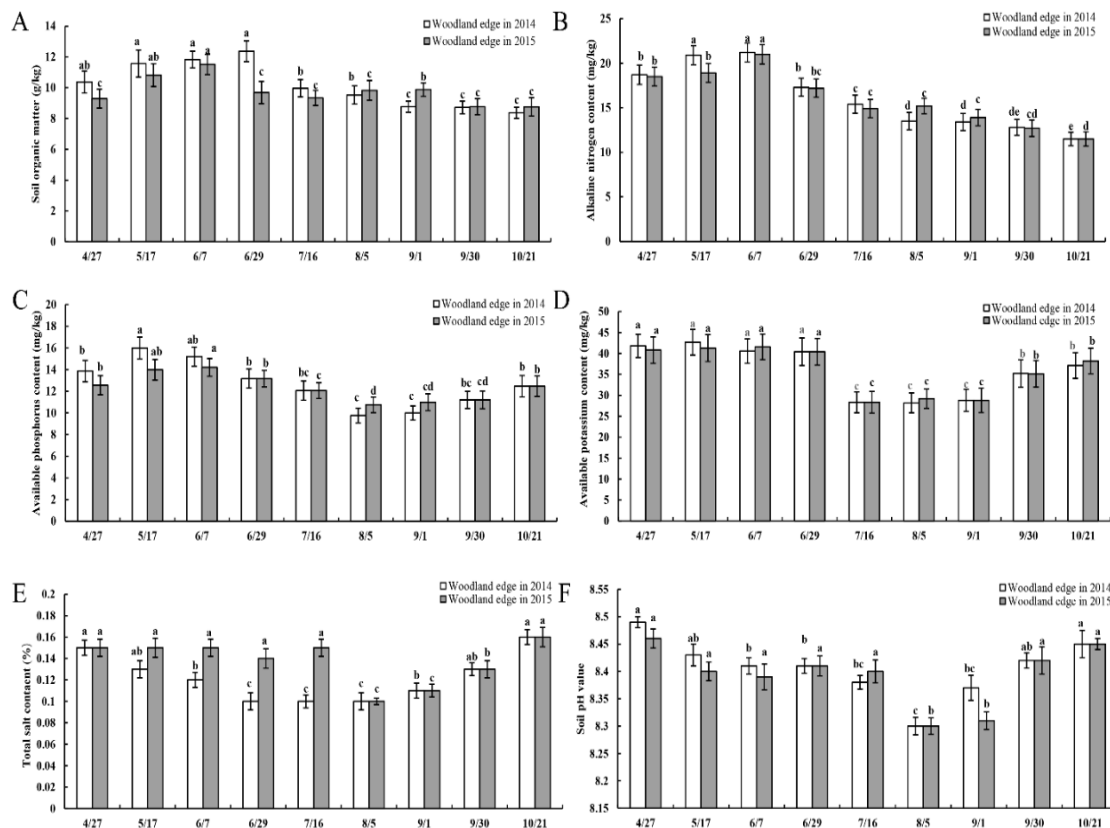 A
Woodland edge in 2014
Woodland edge in 2015
Soil organic matter (g/kg)
14
12
10
8
6
4
2
0
ab c a ab a a a c b c c c c b c c c c
4/27 5/17 6/7 6/29 7/16 8/5 9/1 9/30 10/21
B
Woodland edge in 2014
Woodland edge in 2015
Alkaline nitrogen content (mg/kg)
25
20
15
10
5
0
b b a b a a b bc c c d c d c de cd e d
4/27 5/17 6/7 6/29 7/16 8/5 9/1 9/30 10/21
C
Woodland edge in 2014
Woodland edge in 2015
Available phosphorus content (mg/kg)
20
18
16
14
12
10
8
6
4
2
0
b b a ab ab a b b bc c c d c cd bc cd b b
4/27 5/17 6/7 6/29 7/16 8/5 9/1 9/30 10/21
D
Woodland edge in 2014
Woodland cdge in 2015
Available potassium content (mg/kg)
50
45
40
35
30
25
20
15
10
5
0
a a a a a a a a c c c c c c b b b b
4/27 5/17 6/7 6/29 7/16 8/5 9/1 9/30 10/21
E
Woodland edge in 2014
Woodland edge in 2015
Total salt contaent (%)
0.2
0.18
0.16
0.14
0.12
0.1
0.08
0.06
0.04
0.02
0
a a ab a b a c a c a c c c c b b a a
4/27 5/17 6/7 6/29 7/16 8/5 9/1 9/30 10/21
F
Woodland edge in 2014
Woodland cdge in 2015
Soil pH value
8.55
8.5
8.45
8.4
8.35
8.3
8.25
8.2
8.15
a a ab a b a b a bc a c b bc b ab a a a
4/27 5/17 6/7 6/29 7/16 8/5 9/1 9/30 10/21